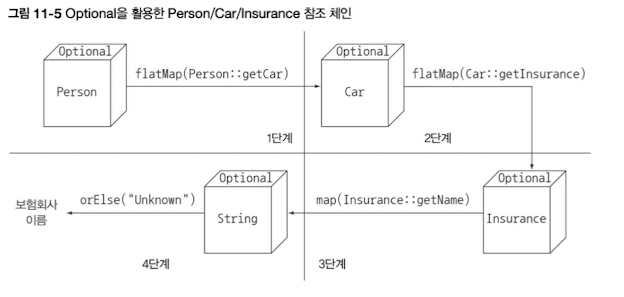 그림 11-5 Optional을 활용한 Person/Car/Insurance 참조 체인
Optional
Person
flatMap(Person::getCar)
1단계
Optional
Car
flatMap(Car::getInsurance)
2단계
Optional
Insurance
map(Insurance::getName)
3단계
Optional
String
orElse("Unknown")
4단계
보험회사
이름